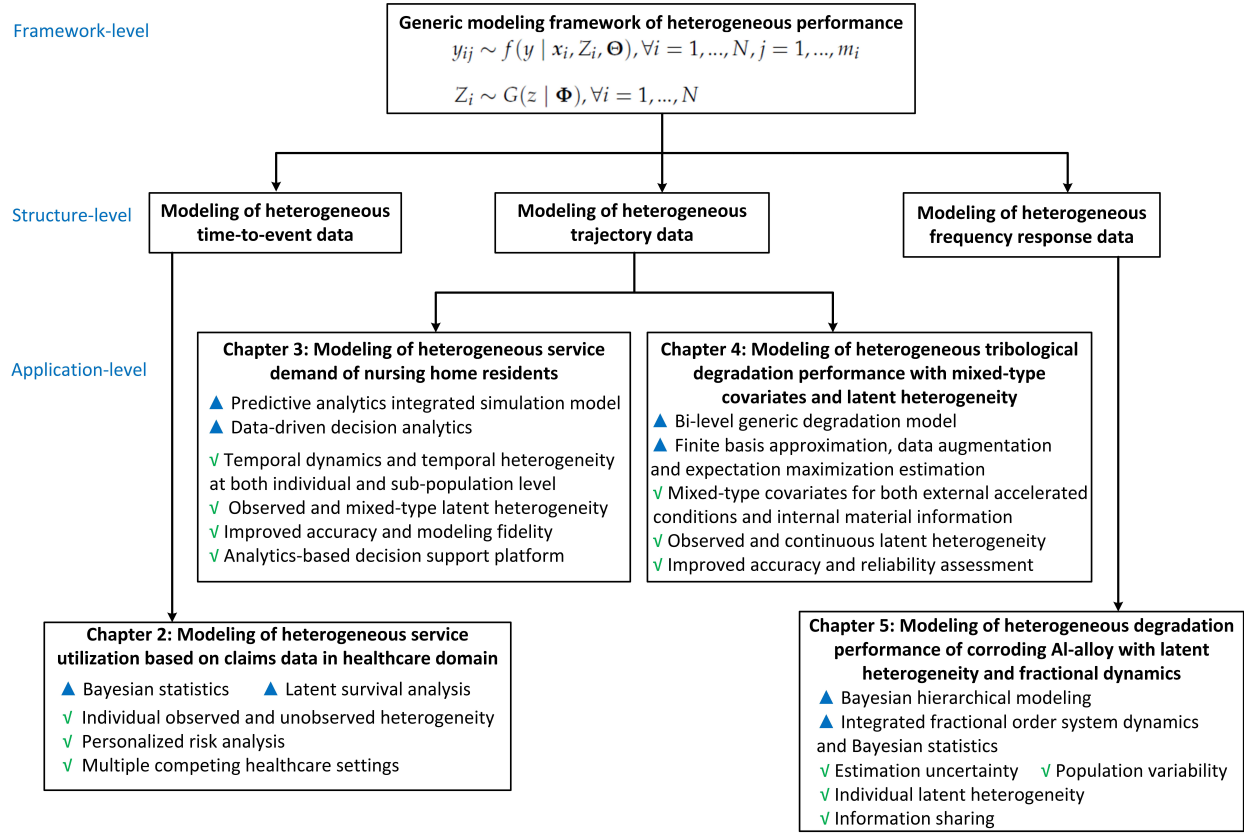 Framework-level
Generic modeling framework of heterogeneous performance
y_{ij} ∼ f(y | x_i, Z_i, Θ), ∀i = 1, ..., N, j = 1, ..., m_i
Z_i ∼ G(z | Φ), ∀i = 1, ..., N
Structure-level
Modeling of heterogeneous
time-to-event data
Modeling of heterogeneous
trajectory data
Modeling of heterogeneous
frequency response data
Application-level
Chapter 3: Modeling of heterogeneous service
demand of nursing home residents
▲ Predictive analytics integrated simulation model
▲ Data-driven decision analytics
√ Temporal dynamics and temporal heterogeneity
at both individual and sub-population level
√ Observed and mixed-type latent heterogeneity
√ Improved accuracy and modeling fidelity
√ Analytics-based decision support platform
Chapter 4: Modeling of heterogeneous tribological
degradation performance with mixed-type
covariates and latent heterogeneity
▲ Bi-level generic degradation model
▲ Finite basis approximation, data augmentation
and expectation maximization estimation
√ Mixed-type covariates for both external accelerated
conditions and internal material information
√ Observed and continuous latent heterogeneity
√ Improved accuracy and reliability assessment
Chapter 2: Modeling of heterogeneous service
utilization based on claims data in healthcare domain
▲ Bayesian statistics ▲ Latent survival analysis
√ Individual observed and unobserved heterogeneity
√ Personalized risk analysis
√ Multiple competing healthcare settings
Chapter 5: Modeling of heterogeneous degradation
performance of corroding Al-alloy with latent
heterogeneity and fractional dynamics
▲ Bayesian hierarchical modeling
▲ Integrated fractional order system dynamics
and Bayesian statistics
√ Estimation uncertainty √ Population variability
√ Individual latent heterogeneity
√ Information sharing